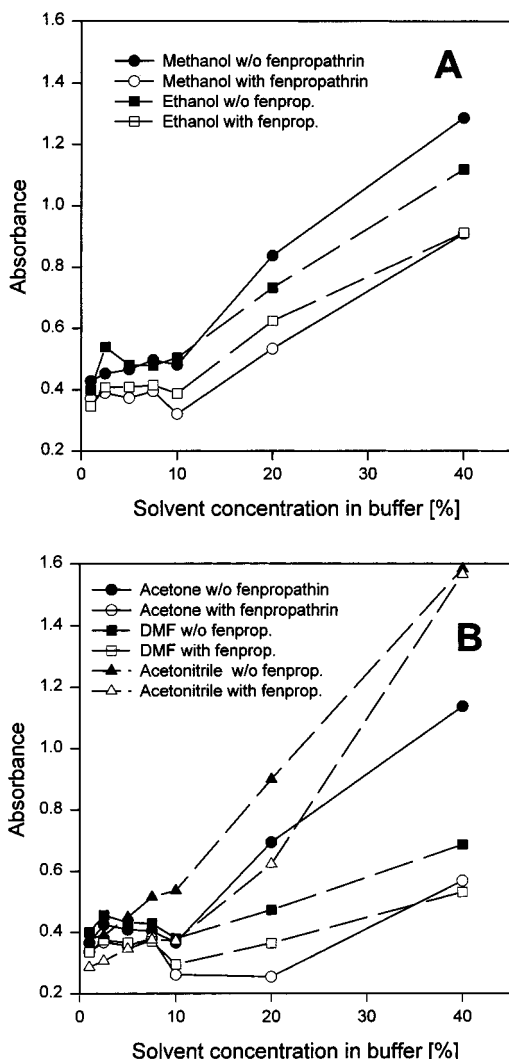 A
Methanol w/o fenpropathrin
Methanol with fenpropathrin
Ethanol w/o fenprop.
Ethanol with fenprop.
Absorbance
1.6
1.4
1.2
1.0
0.8
0.6
0.4
0.2
0 10 20 30 40
Solvent concentration in buffer [%]
B
Acetone w/o fenpropathin
Acetone with fenpropathrin
DMF w/o fenprop.
DMF with fenprop.
Acetonitrile w/o fenprop.
Acetonitrile with fenprop.
Absorbance
1.6
1.4
1.2
1.0
0.8
0.6
0.4
0.2
0 10 20 30 40
Solvent concentration in buffer [%]